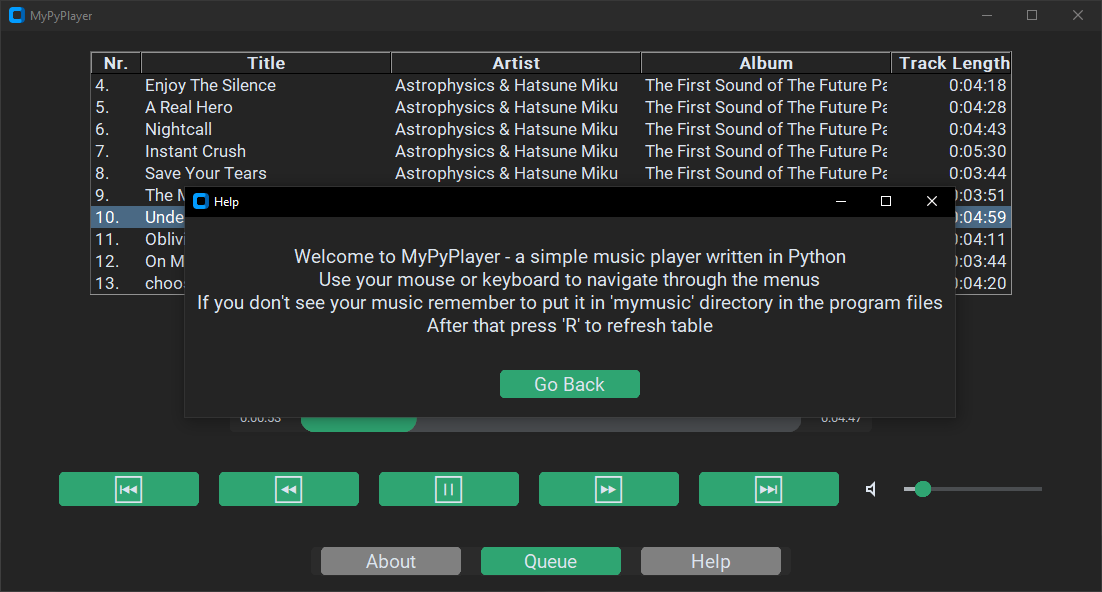 MyPyPlayer
Nr. Title Artist Album Track Length
4. Enjoy The Silence Astrophysics & Hatsune Miku The First Sound of The Future Pa 0:04:18
5. A Real Hero Astrophysics & Hatsune Miku The First Sound of The Future Pa 0:04:28
6. Nightcall Astrophysics & Hatsune Miku The First Sound of The Future Pa 0:04:43
7. Instant Crush Astrophysics & Hatsune Miku The First Sound of The Future Pa 0:05:30
8. Save Your Tears Astrophysics & Hatsune Miku The First Sound of The Future Pa 0:03:44
9. The :03:51
10. Unde :04:59
11. Oblivi :04:11
12. On M :03:44
13. choo :04:20
Help
Welcome to MyPyPlayer - a simple music player written in Python
Use your mouse or keyboard to navigate through the menus
If you don't see your music remember to put it in 'mymusic' directory in the program files
After that press 'R' to refresh table
Go Back
0:00:53 0:04:47
About Queue Help